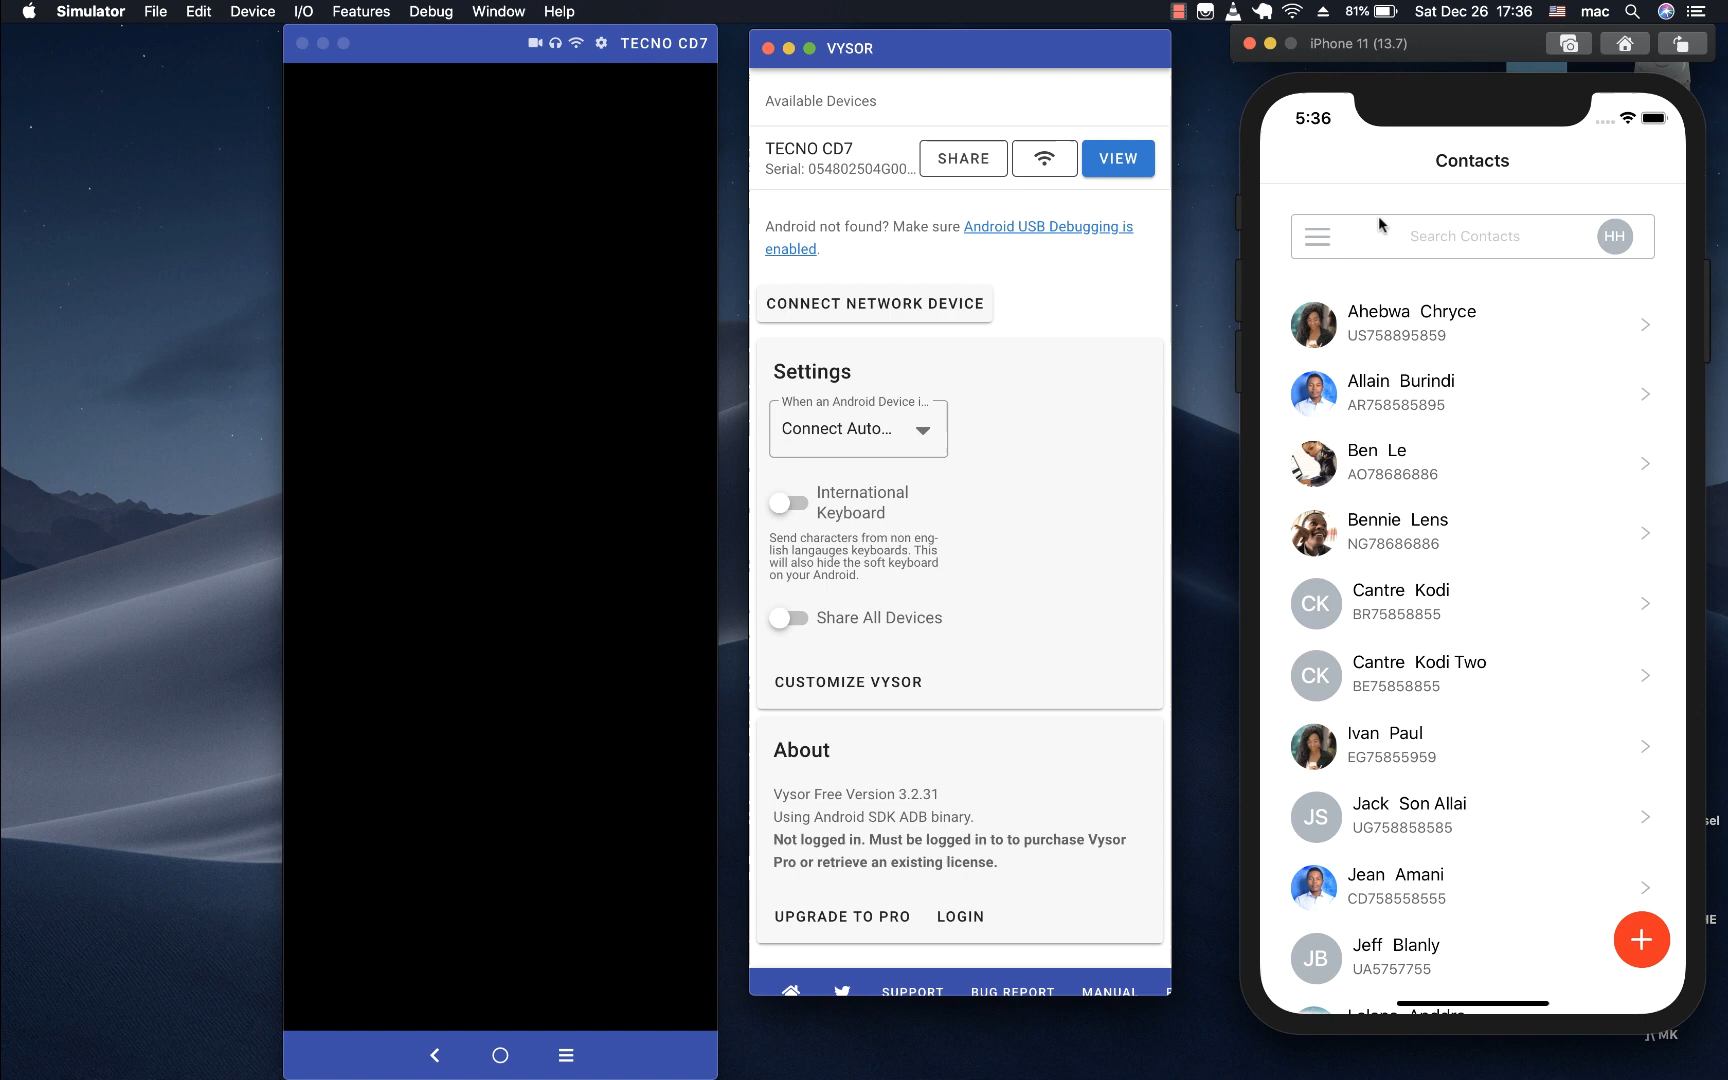 Simulator File Edit Device I/O Features Debug Window Help
81% Sat Dec 26 17:36 mac
TECNO CD7
VYSOR
Available Devices
TECNO CD7
Serial: 054802504G00...
SHARE
VIEW
Android not found? Make sure Android USB Debugging is
enabled.
CONNECT NETWORK DEVICE
Settings
When an Android Device i...
Connect Auto...
International
Keyboard
Send characters from non eng-
lish langauges keyboards. This
will also hide the soft keyboard
on your Android.
Share All Devices
CUSTOMIZE VYSOR
About
Vysor Free Version 3.2.31
Using Android SDK ADB binary.
Not logged in. Must be logged in to to purchase Vysor
Pro or retrieve an existing license.
UPGRADE TO PRO LOGIN
SUPPORT BUG REPORT MANUAL
iPhone 11 (13.7)
5:36
Contacts
Search Contacts
HH
Ahebwa Chryce
US758895859
Allain Burindi
AR758585895
Ben Le
AO78686886
Bennie Lens
NG78686886
CK
Cantre Kodi
BR75858855
CK
Cantre Kodi Two
BE75858855
Ivan Paul
EG75855959
JS
Jack Son Allai
UG758858585
Jean Amani
CD758558555
JB
Jeff Blanly
UA5757755
sel
HE
MK